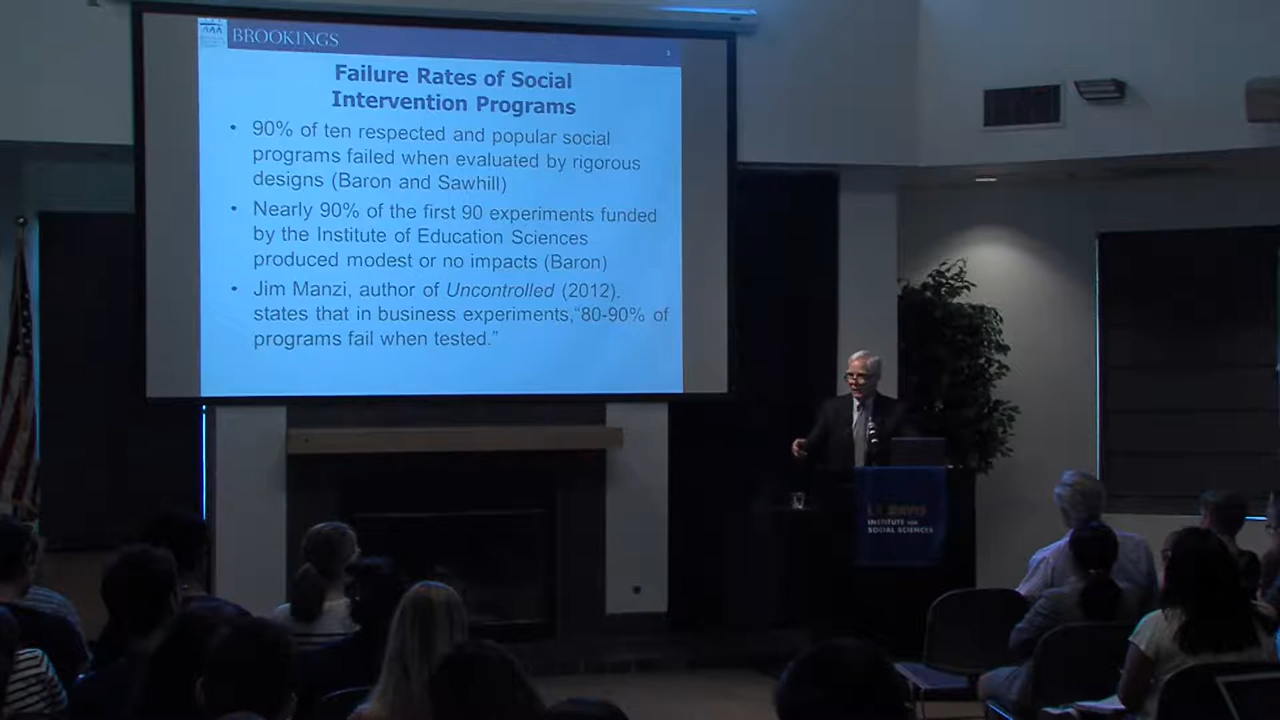 BROOKINGS
3
Failure Rates of Social
Intervention Programs
• 90% of ten respected and popular social
programs failed when evaluated by rigorous
designs (Baron and Sawhill)
• Nearly 90% of the first 90 experiments funded
by the Institute of Education Sciences
produced modest or no impacts (Baron)
• Jim Manzi, author of Uncontrolled (2012).
states that in business experiments,“80-90% of
programs fail when tested.”
DAVIS
INSTITUTE FOR
SOCIAL SCIENCES